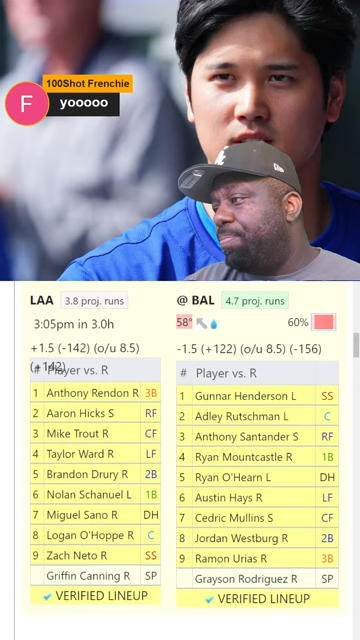 100Shot Frenchie
F
yooooo
LAA 3.8 proj. runs
3:05pm in 3.0h
+1.5 (-142) (o/u 8.5)
(+142)
# Player vs. R
1 Anthony Rendon R 3B
2 Aaron Hicks S RF
3 Mike Trout R CF
4 Taylor Ward R LF
5 Brandon Drury R 2B
6 Nolan Schanuel L 1B
7 Miguel Sano R DH
8 Logan O'Hoppe R C
9 Zach Neto R SS
Griffin Canning R SP
VERIFIED LINEUP
@ BAL 4.7 proj. runs
58° 60%
-1.5 (+122) (o/u 8.5) (-156)
# Player vs. R
1 Gunnar Henderson L SS
2 Adley Rutschman L C
3 Anthony Santander S RF
4 Ryan Mountcastle R 1B
5 Ryan O'Hearn L DH
6 Austin Hays R LF
7 Cedric Mullins S CF
8 Jordan Westburg R 2B
9 Ramon Urias R 3B
Grayson Rodriguez R SP
VERIFIED LINEUP